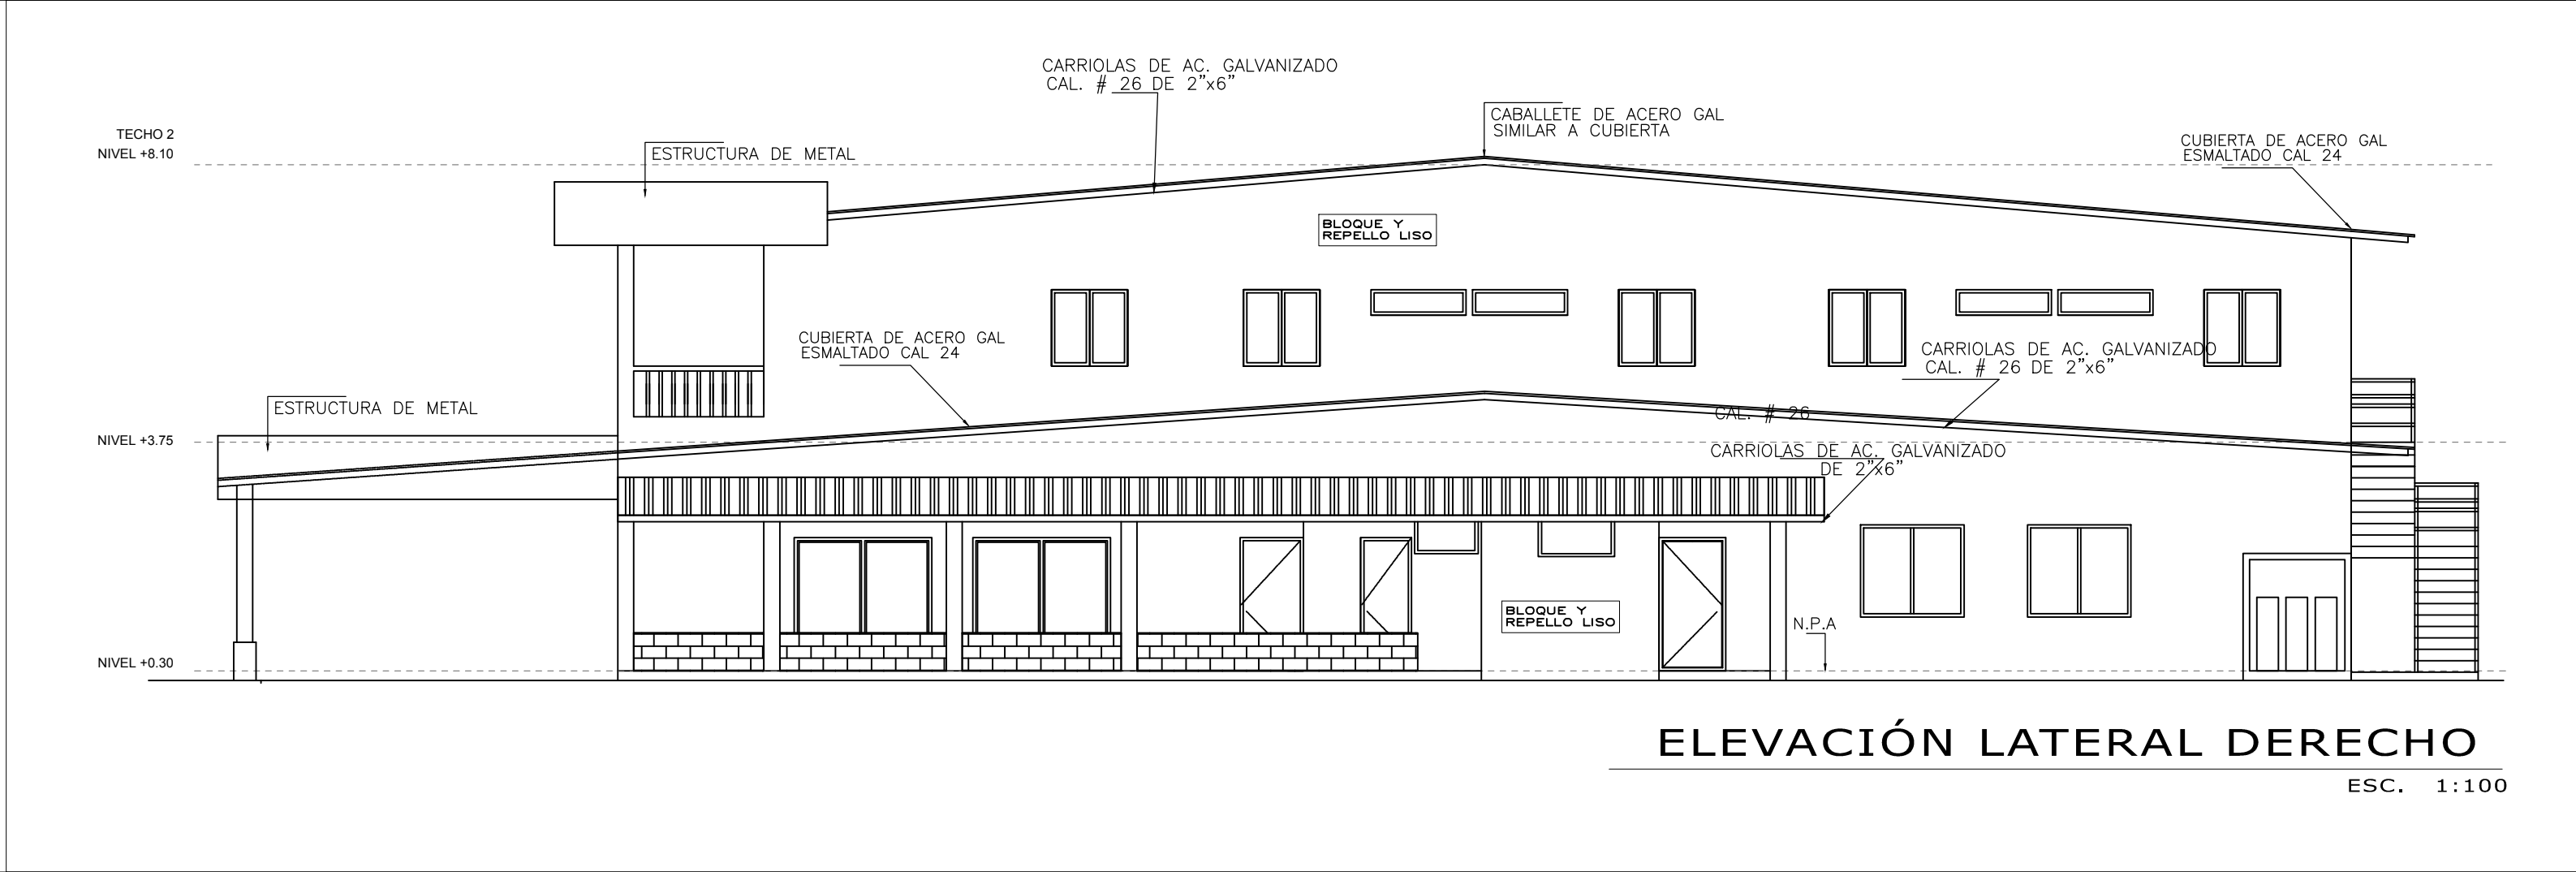 CARRIOLAS DE AC. GALVANIZADO
CAL. # 26 DE 2"x6"
CABALLETE DE ACERO GAL
SIMILAR A CUBIERTA
TECHO 2
NIVEL +8.10
ESTRUCTURA DE METAL
CUBIERTA DE ACERO GAL
ESMALTADO CAL 24
BLOQUE Y
REPELLO LISO
CUBIERTA DE ACERO GAL
ESMALTADO CAL 24
CARRIOLAS DE AC. GALVANIZADO
CAL. # 26 DE 2"x6"
ESTRUCTURA DE METAL
CAL. # 26
NIVEL +3.75
CARRIOLAS DE AC. GALVANIZADO
DE 2"x6"
BLOQUE Y
REPELLO LISO
N.P.A
NIVEL +0.30
ELEVACIÓN LATERAL DERECHO
ESC. 1:100